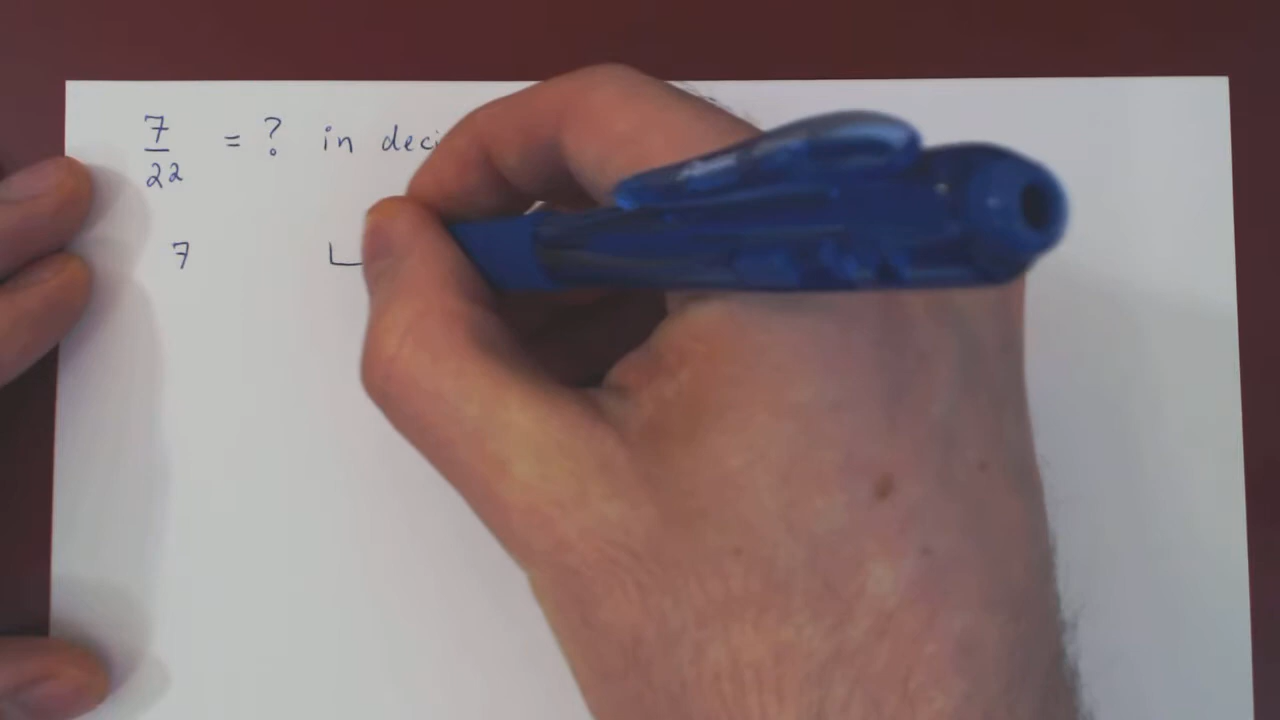 7/22 = ? in deci
7